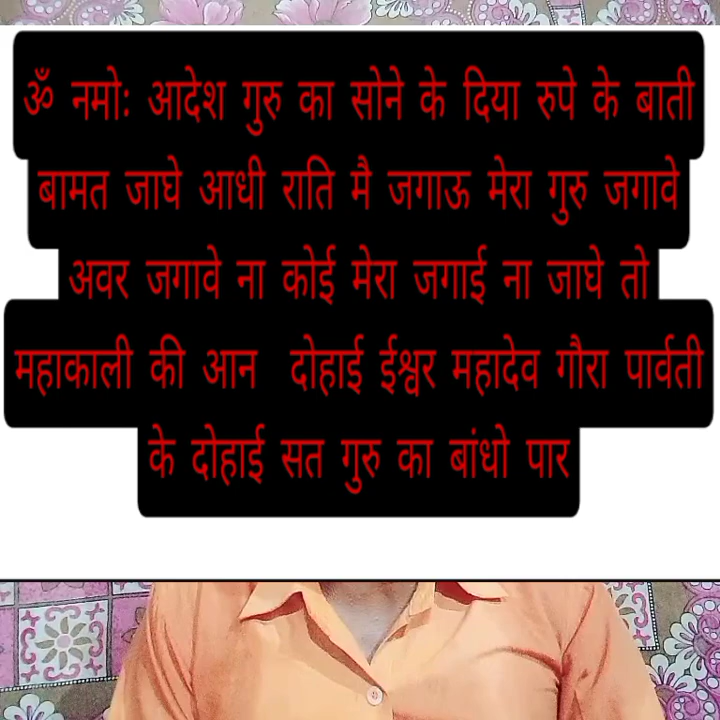 ॐ नमोः आदेश गुरु का सोने के दिया रुपे के बाती
बामत जाघे आधी राति मै जगाऊ मेरा गुरु जगावे
अवर जगावे ना कोई मेरा जगाई ना जाघे तो
महाकाली की आन दोहाई ईश्वर महादेव गौरा पार्वती
के दोहाई सत गुरु का बांधो पार